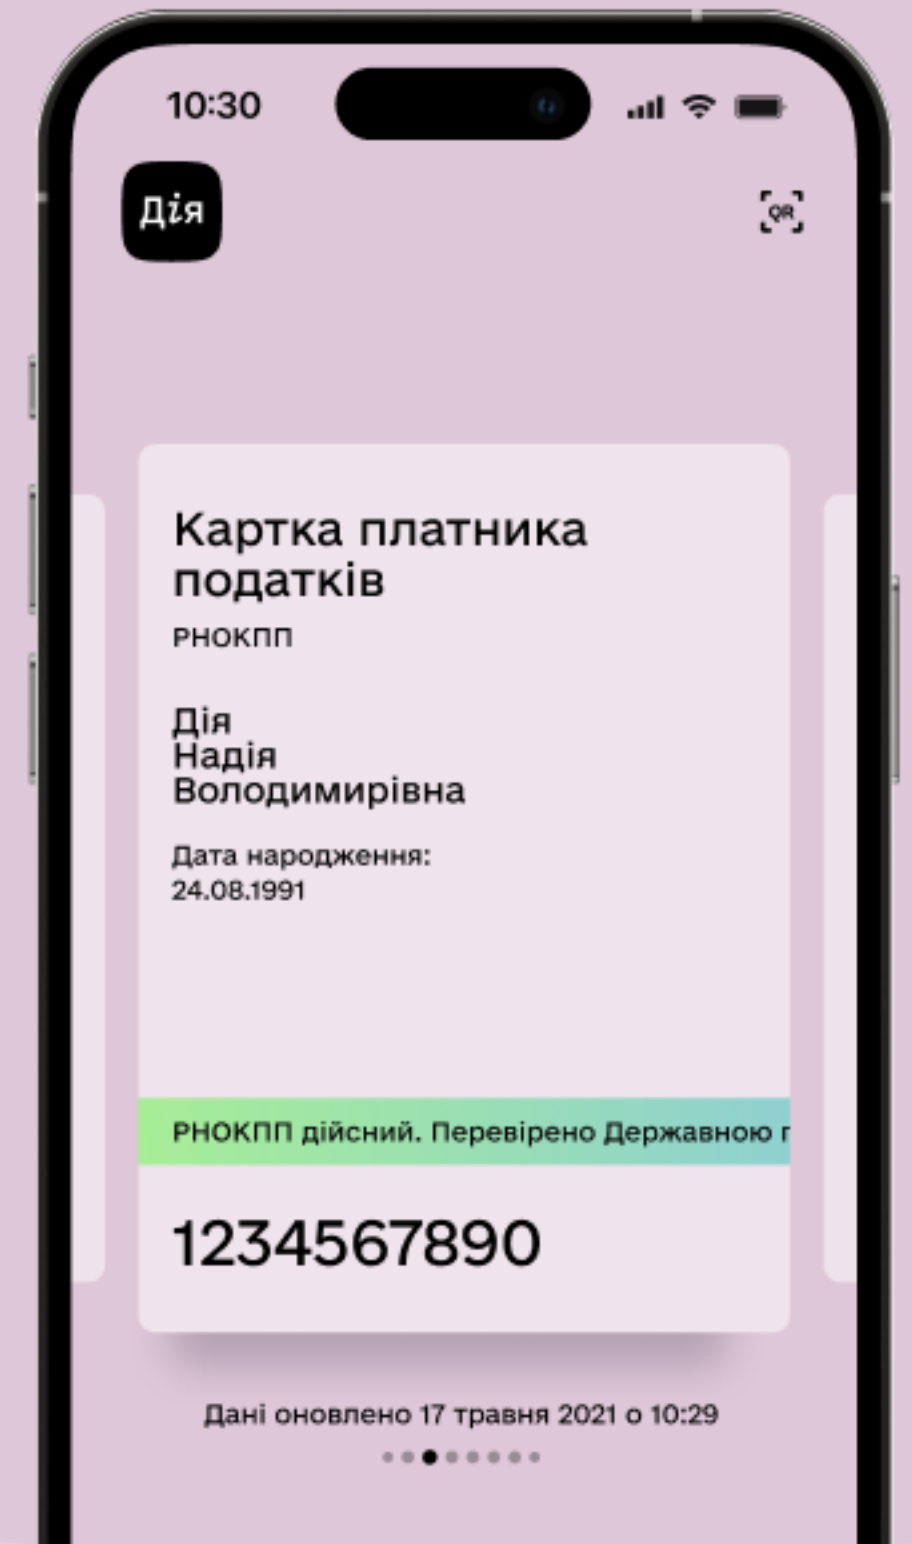 10:30
Дія
QR
Картка платника
податків
РНОКПП
Дія
Надія
Володимирівна
Дата народження:
24.08.1991
РНОКПП дійсний. Перевірено Державною
1234567890
Дані оновлено 17 травня 2021 о 10:29